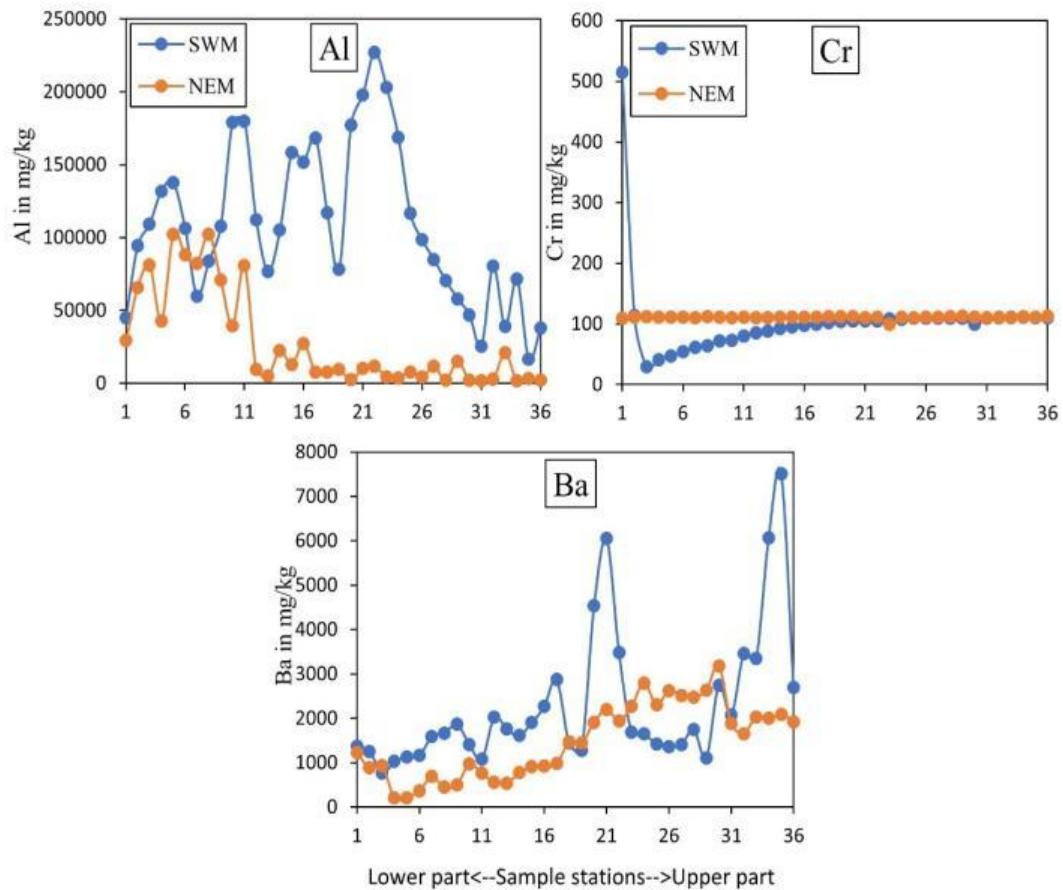 Al
SWM
NEM
Al in mg/kg
250000
200000
150000
100000
50000
0
1 6 11 16 21 26 31 36
Cr
SWM
NEM
Cr in mg/kg
600
500
400
300
200
100
0
1 6 11 16 21 26 31 36
Ba
SWM
NEM
Ba in mg/kg
8000
7000
6000
5000
4000
3000
2000
1000
0
1 6 11 16 21 26 31 36
Lower part<--Sample stations-->Upper part